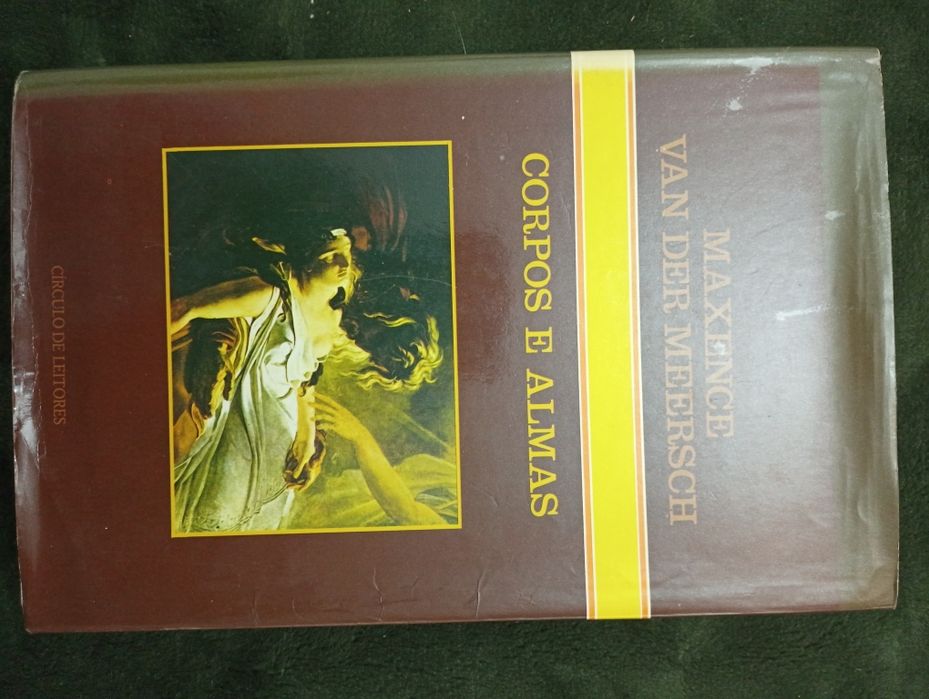 MAXENCE
VAN DER MEERSCH
CORPOS E ALMAS
CÍRCULO DE LEITORES